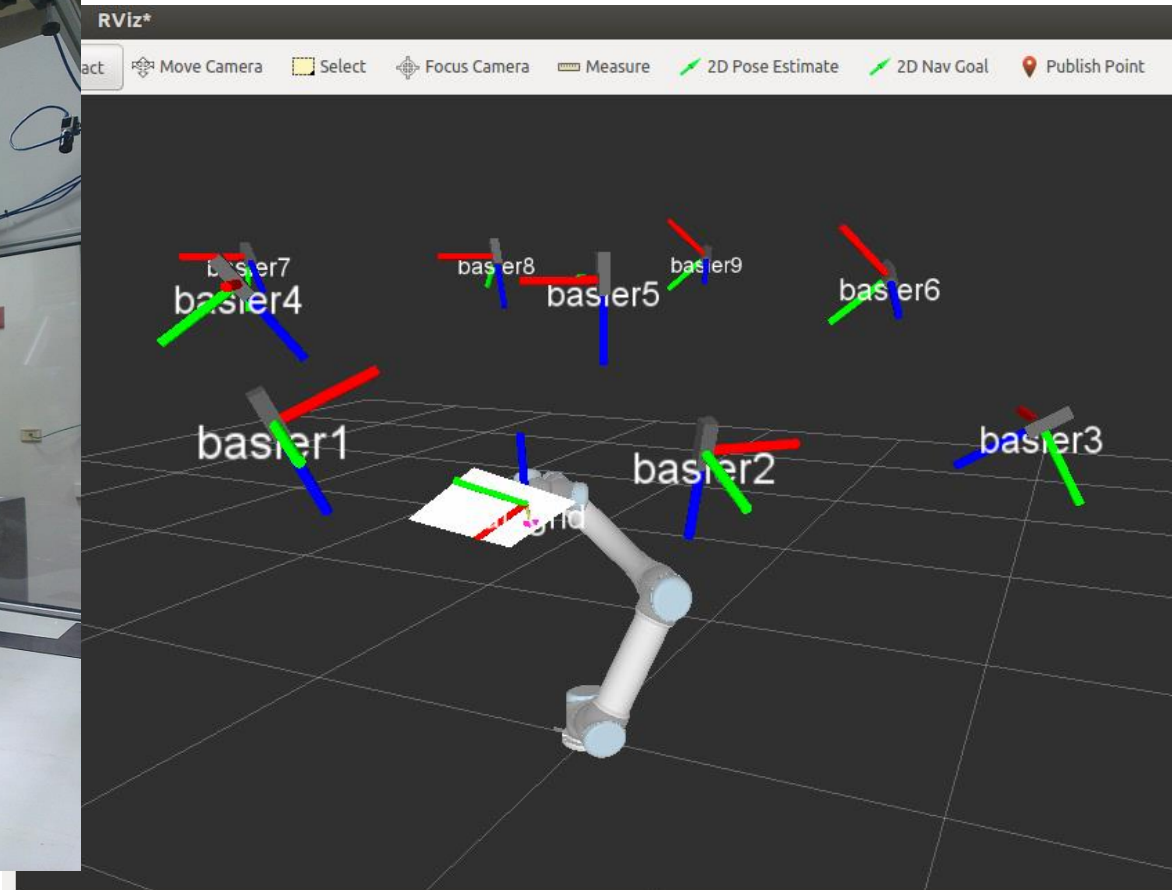 RViz*
act Move Camera Select Focus Camera Measure 2D Pose Estimate 2D Nav Goal Publish Point
basler9
basler7 basler8
basler6
basler5
basler4
basler3
basler1
basler2